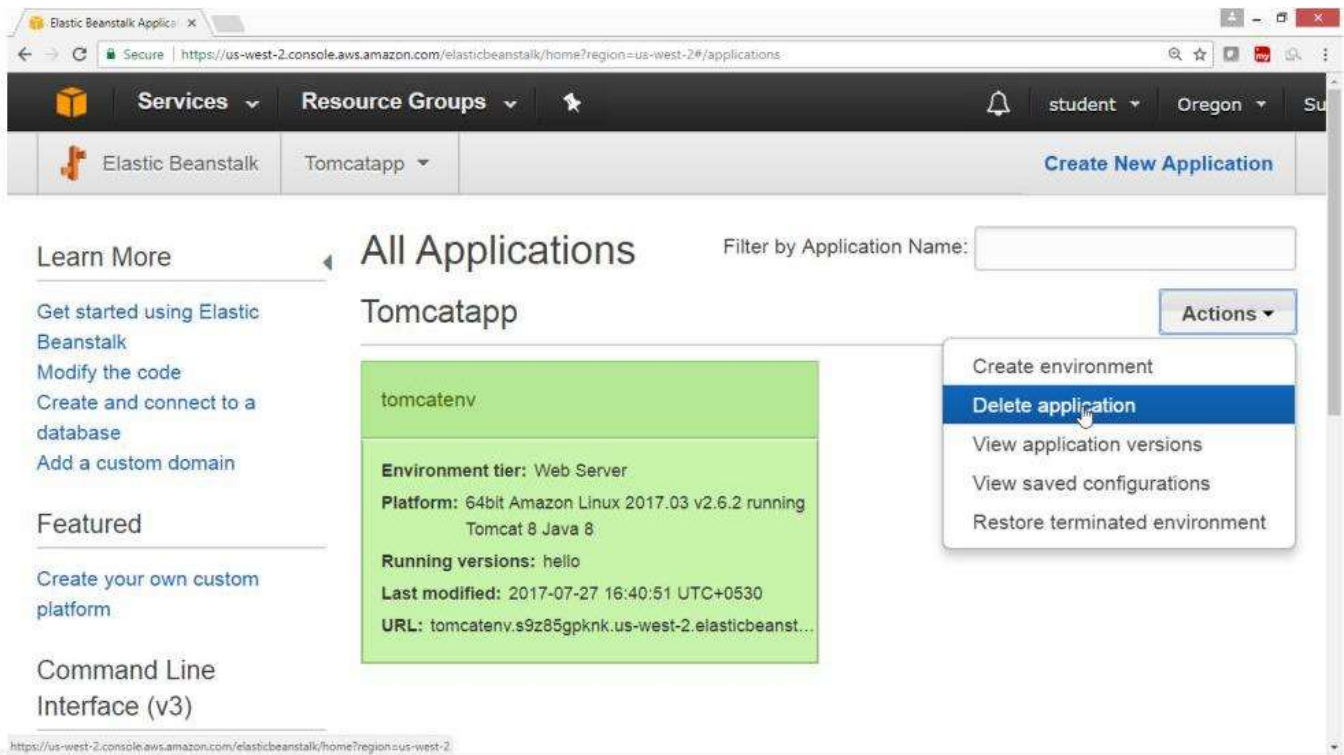 Elastic Beanstalk Applica
Secure | https://us-west-2.console.aws.amazon.com/elasticbeanstalk/home?region=us-west-2#/applications
my
Services Resource Groups student Oregon Su
Elastic Beanstalk Tomcatapp Create New Application
Learn More
Get started using Elastic
Beanstalk
Modify the code
Create and connect to a
database
Add a custom domain
Featured
Create your own custom
platform
Command Line
Interface (v3)
All Applications
Filter by Application Name:
Tomcatapp
Actions
Create environment
Delete application
View application versions
View saved configurations
Restore terminated environment
tomcatenv
Environment tier: Web Server
Platform: 64bit Amazon Linux 2017.03 v2.6.2 running
Tomcat 8 Java 8
Running versions: hello
Last modified: 2017-07-27 16:40:51 UTC+0530
URL: tomcatenv.s9z85gpknk.us-west-2.elasticbeanst...
https://us-west-2.console.aws.amazon.com/elasticbeanstalk/home?region=us-west-2